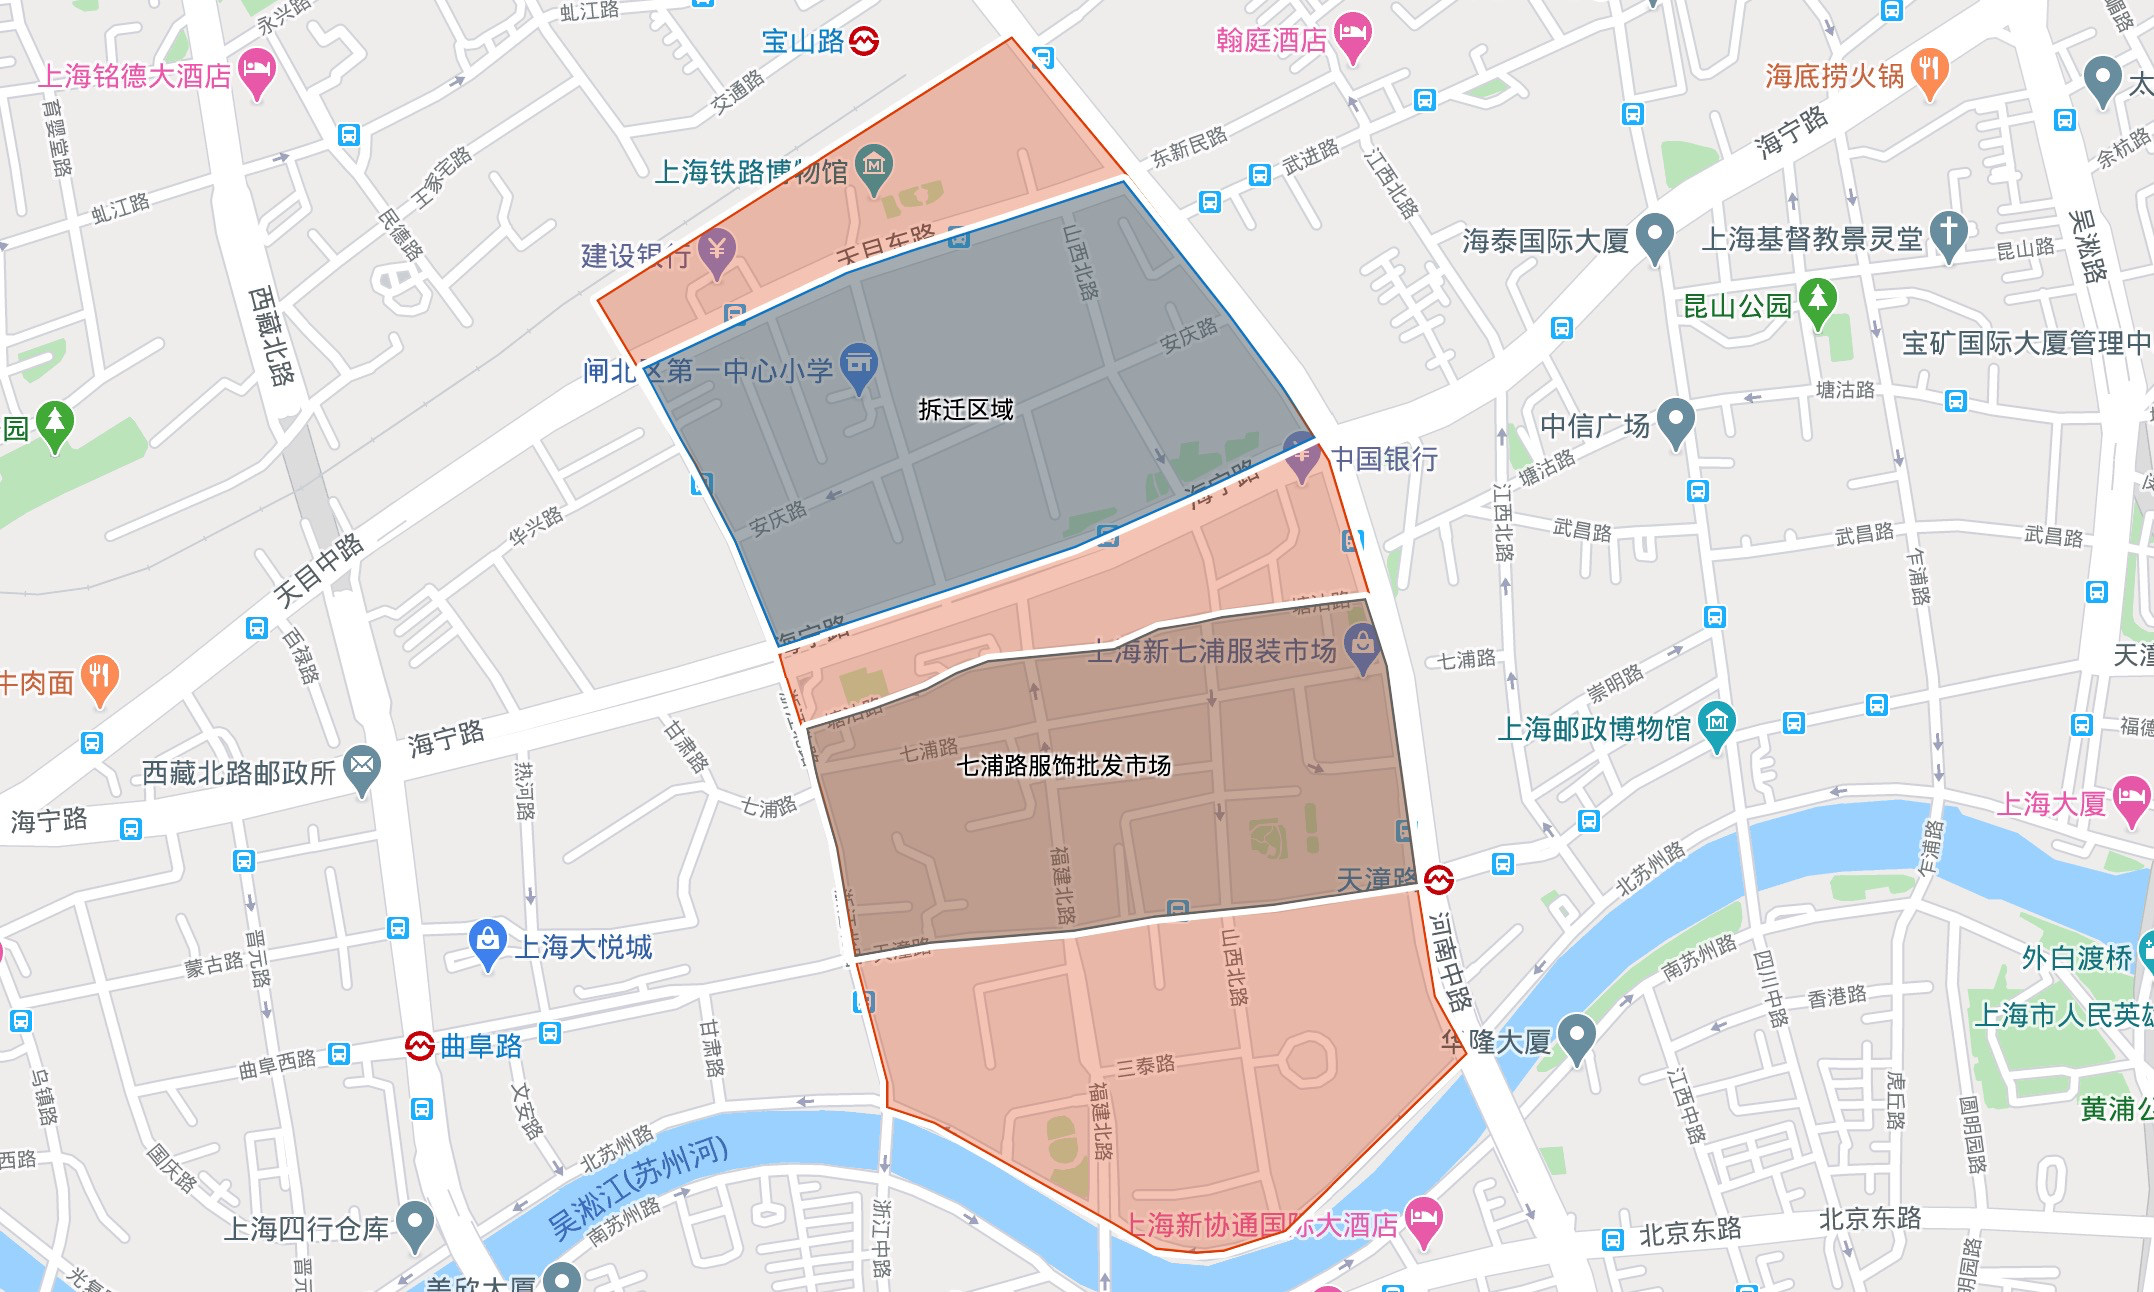 虬江路
永兴路
宝山路
翰庭酒店
上海铭德大酒店
海底捞火锅
太
交通路
海宁路
育婴堂路
东新民路
武进路
余杭路
上海铁路博物馆
王家宅路
江西北路
虬江路
民德路
天目东路
建设银行
山西北路
海泰国际大厦
上海基督教景灵堂
昆山路
吴淞路
昆山公园
西藏北路
安庆路
宝矿国际大厦管理中
闸北区第一中心小学
塘沽路
拆迁区域
园
中信广场
中国银行
塘沽路
海宁路
安庆路
华兴路
江西北路
武昌路
武昌路
武昌路
天目中路
乍浦路
塘沽路
百禄路
海宁路
上海新七浦服装市场
七浦路
天潼
牛肉面
崇明路
塘沽路
海宁路
甘肃路
七浦路
上海邮政博物馆
福德
西藏北路邮政所
七浦路服饰批发市场
热河路
七浦路
海宁路
上海大厦
北苏州路
乍浦路
福建北路
天潼路
河南中路
上海大悦城
天潼路
晋元路
蒙古路
山西北路
南苏州路
四川中路
外白渡桥
香港路
上海市人民英雄
曲阜路
甘肃路
华隆大厦
曲阜西路
三泰路
乌镇路
文安路
福建北路
江西中路
虎丘路
圆明园路
黄浦公
北苏州路
国庆路
西路
吴淞江(苏州河)
南苏州路
上海四行仓库
浙江中路
上海新协通国际大酒店
北京东路
北京东路
光复
晋元
盖欣大厦
明园路